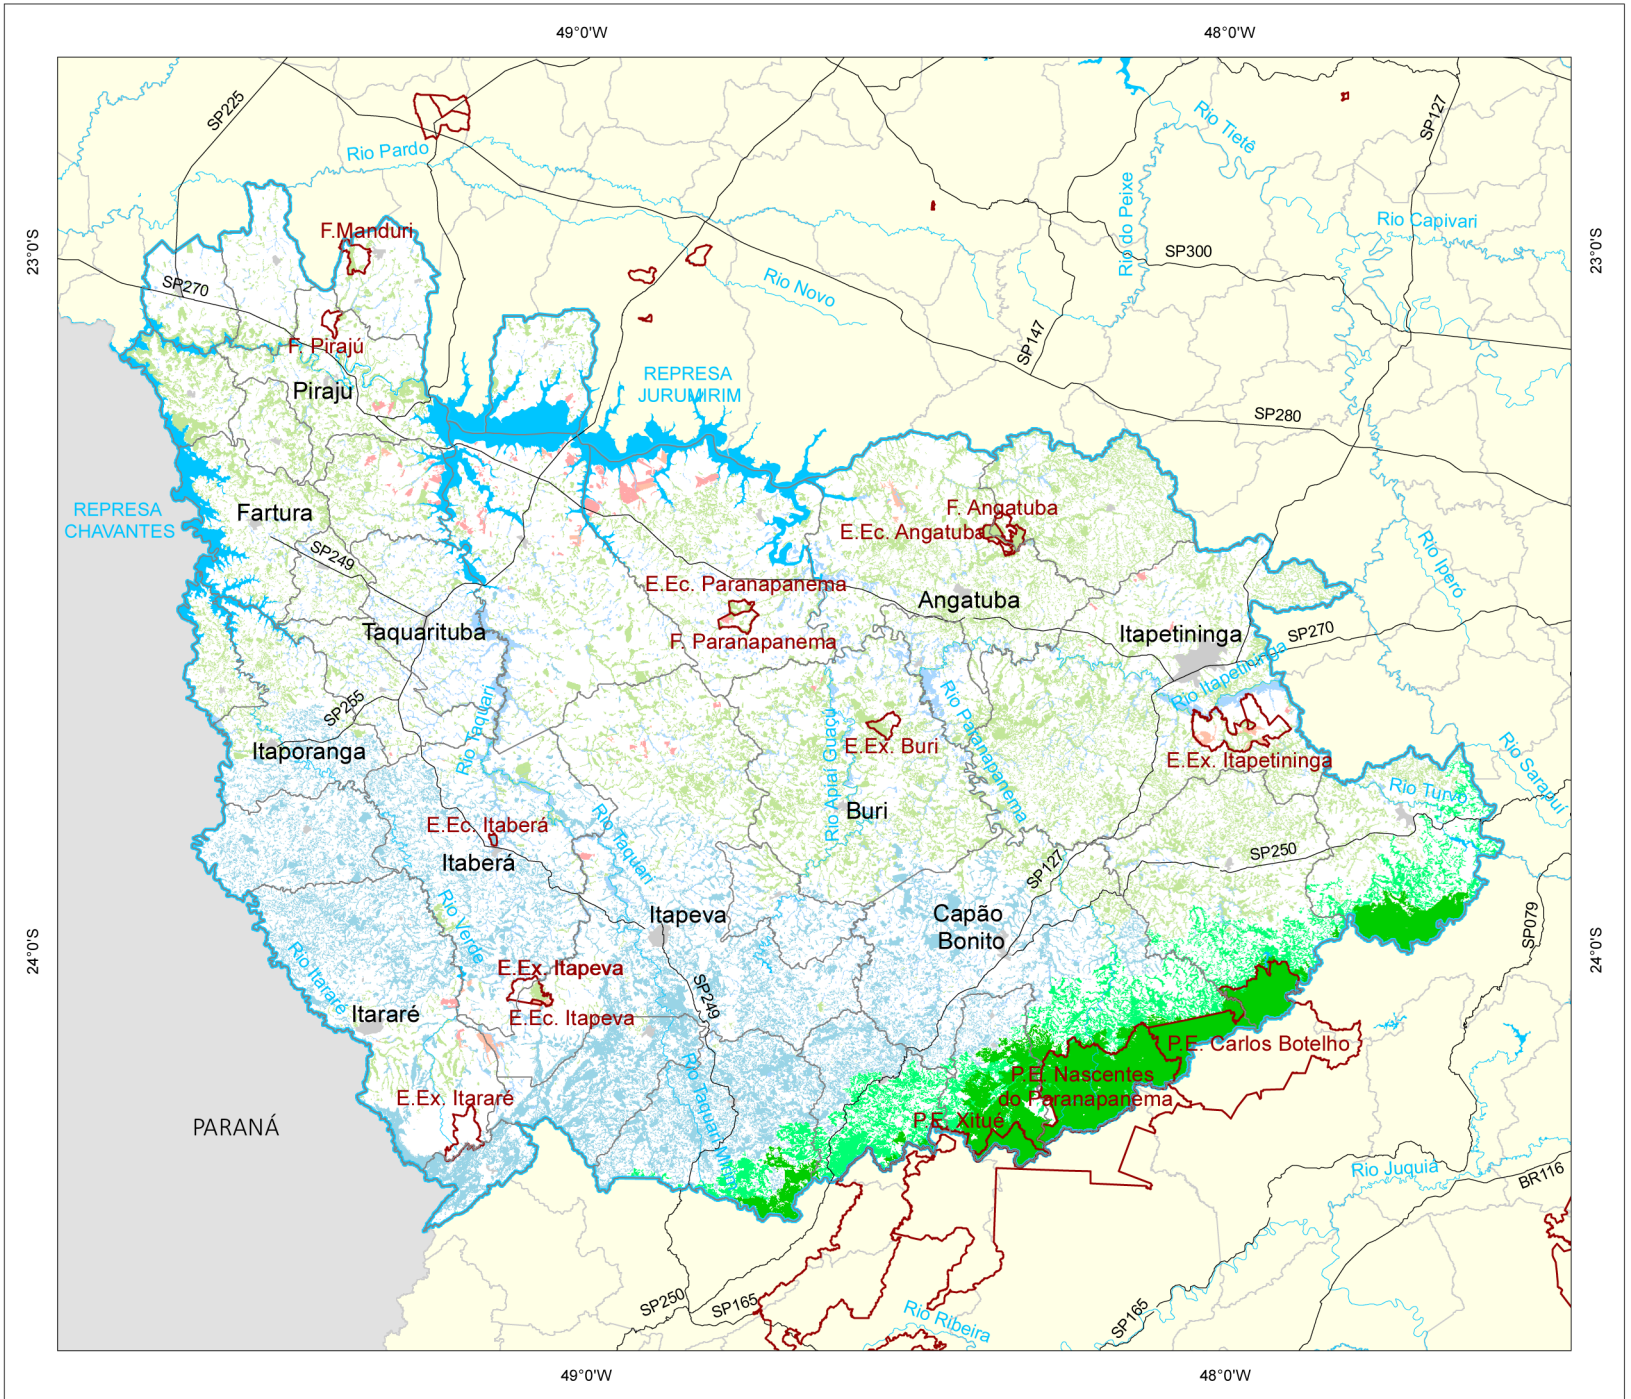 49°0'W
48°0'W
SP225
SP127
Rio Tietê
Rio Pardo
Rio do Peixe
Rio Capivari
F.Manduri
23°0'S
23°0'S
SP300
SP270
Rio Novo
SP147
F. Pirajú
REPRESA
JURUMIRIM
Piraju
SP280
REPRESA
CHAVANTES
Fartura
F. Angatuba
E.Ec. Angatuba
SP249
Rio Iperó
E.Ec. Paranapanema
Angatuba
Taquarituba
F. Paranapanema
Itapetininga
SP270
Rio Itapetininga
SP255
Rio Taquari
Rio Apiaí Guaçú
Rio Paranapanema
Itaporanga
E.Ex. Buri
E.Ex. Itapetininga
Rio Sarapuí
Rio Turvo
Buri
E.Ec. Itaberá
Rio Taquari
Itaberá
SP127
SP250
Itapeva
Capão
Bonito
SP079
Rio Verde
24°0'S
24°0'S
Rio Itararé
E.Ex. Itapeva
SP249
Itararé
E.Ec. Itapeva
P.E. Carlos Botelho
P.E. Nascentes
do Paranapanema
Rio Taquari Mirim
E.Ex. Itararé
P.E. Xitué
PARANÁ
Rio Juquiá
BR116
SP250
SP165
Rio RIbeira
SP165
49°0'W
48°0'W